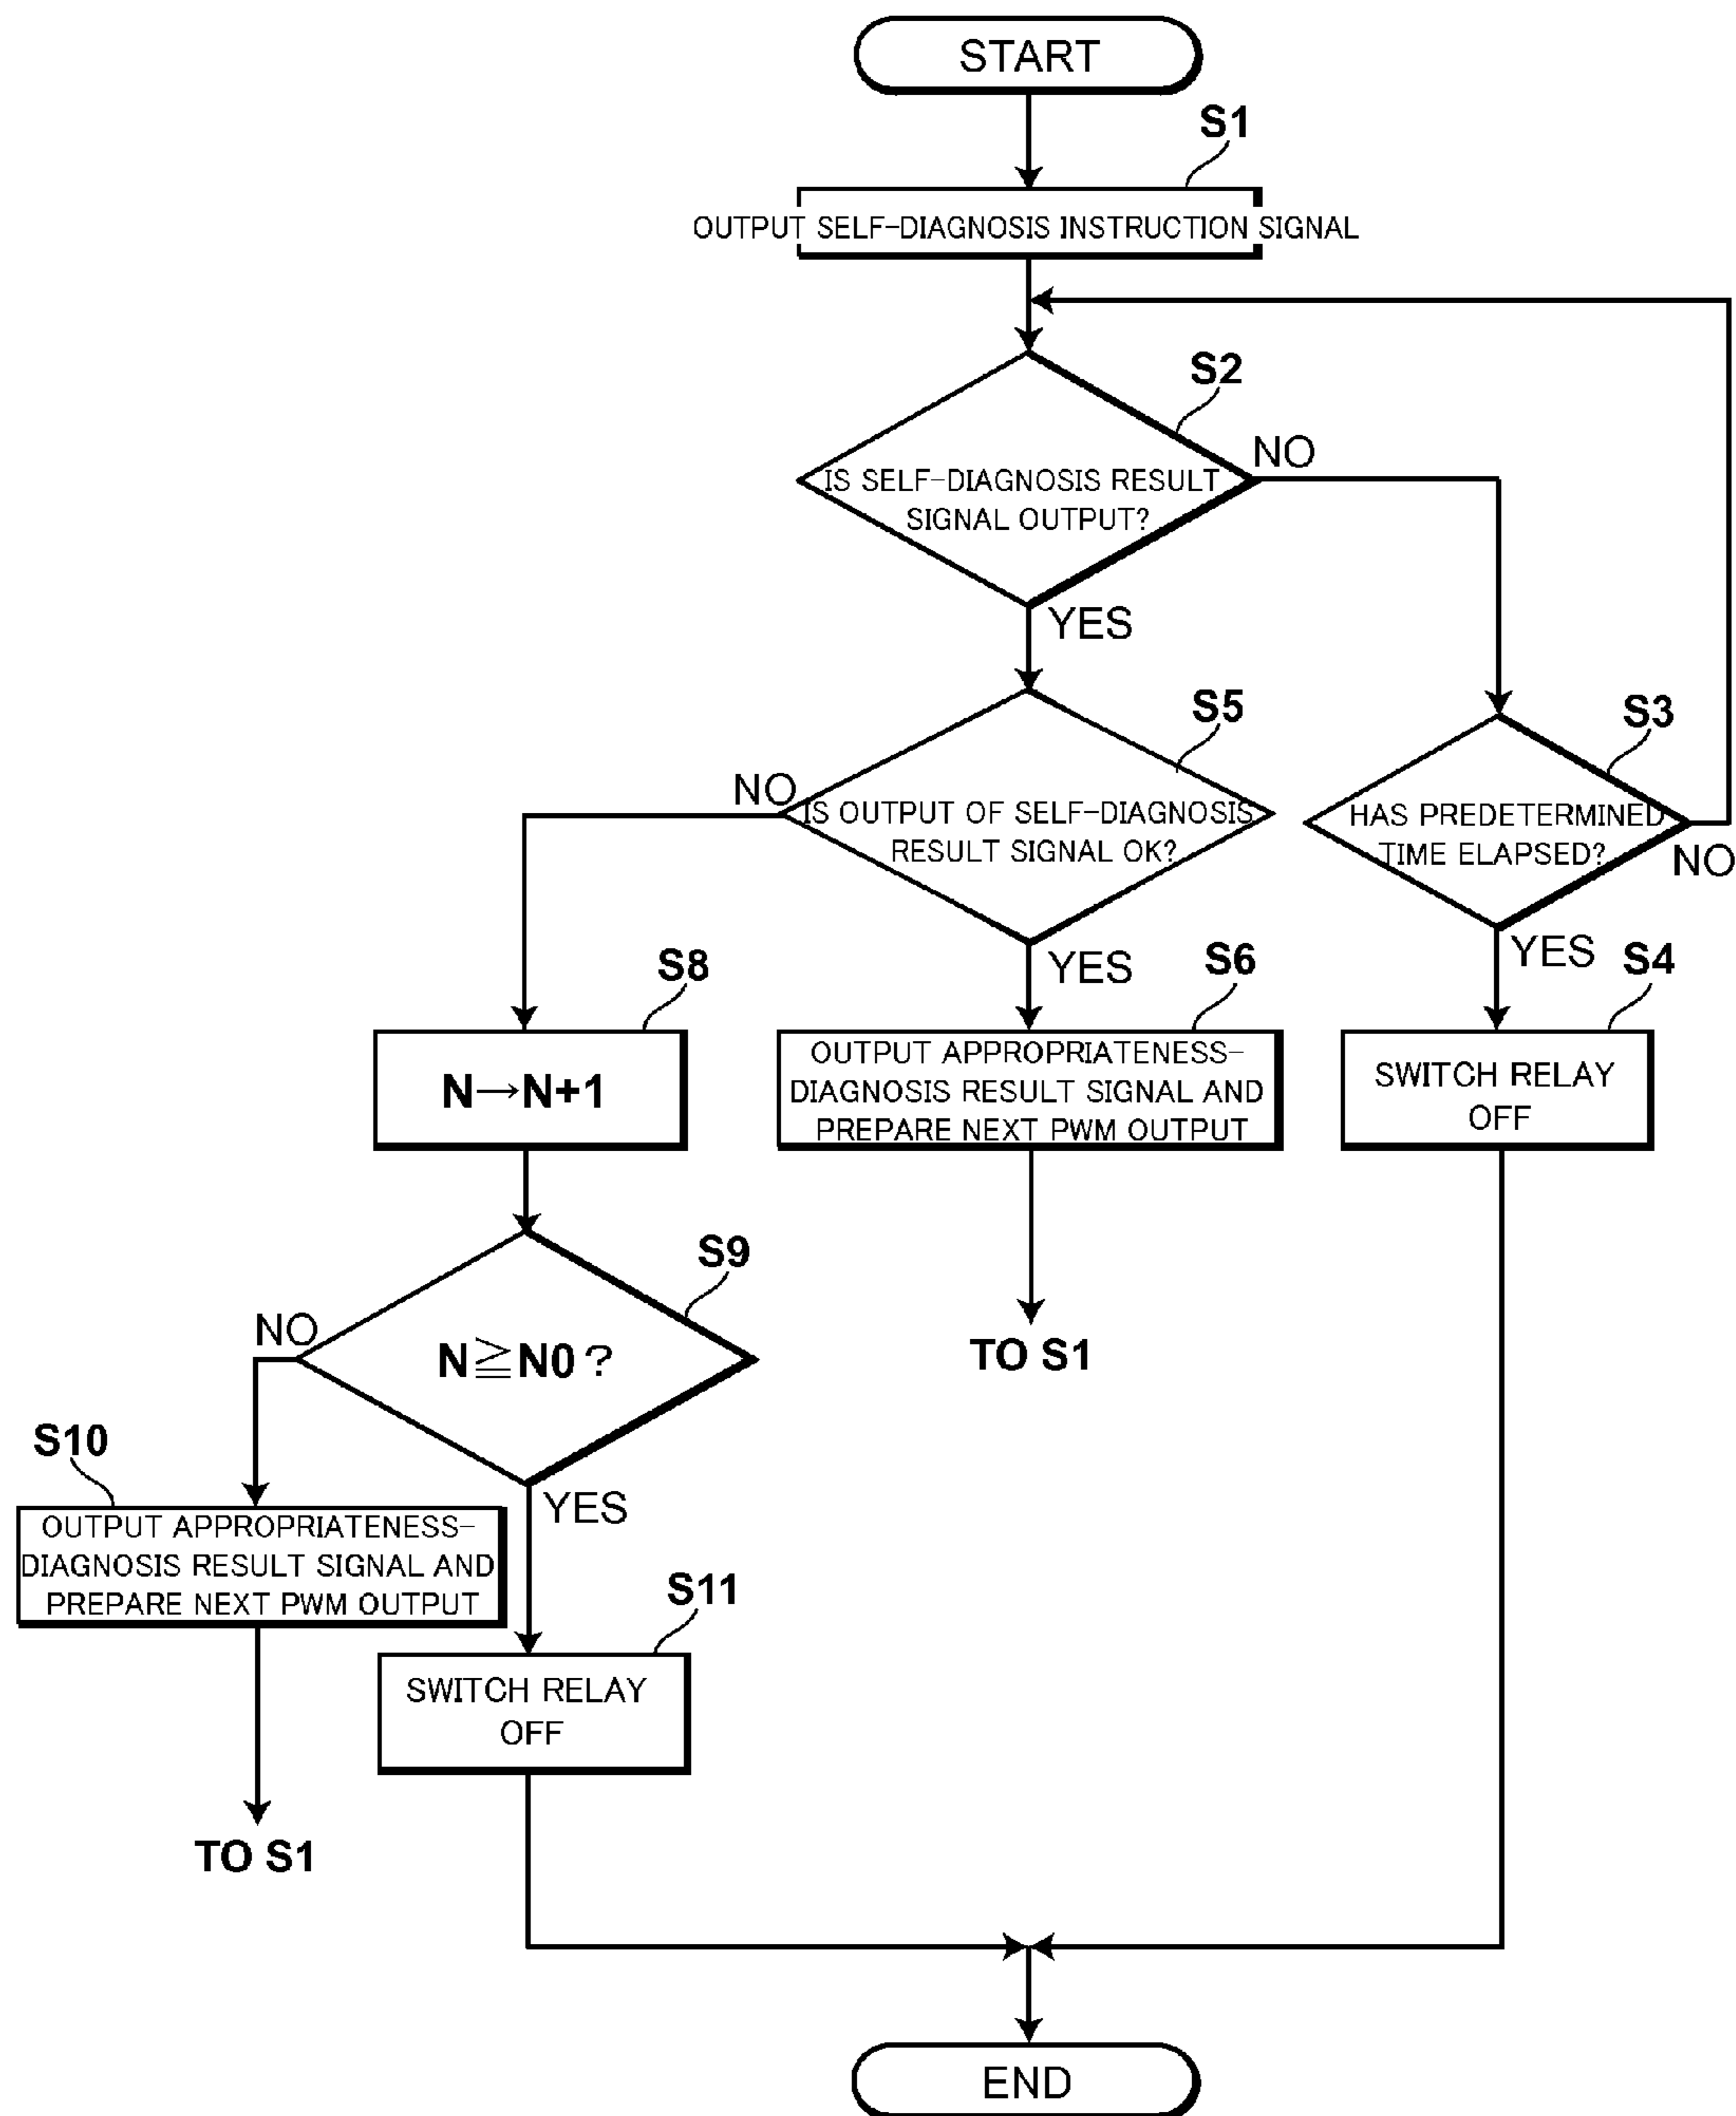 START
S1
OUTPUT SELF-DIAGNOSIS INSTRUCTION SIGNAL
S2
NO
IS SELF-DIAGNOSIS RESULT
SIGNAL OUTPUT?
YES
S5
S3
NO
IS OUTPUT OF SELF-DIAGNOSIS
RESULT SIGNAL OK?
HAS PREDETERMINED
TIME ELAPSED?
NO
YES
YES
S8
S6
S4
N→N+1
OUTPUT APPROPRIATENESS-
DIAGNOSIS RESULT SIGNAL AND
PREPARE NEXT PWM OUTPUT
SWITCH RELAY
OFF
S9
NO
N≧N0?
TO S1
S10
YES
OUTPUT APPROPRIATENESS-
DIAGNOSIS RESULT SIGNAL AND
PREPARE NEXT PWM OUTPUT
S11
SWITCH RELAY
OFF
TO S1
END